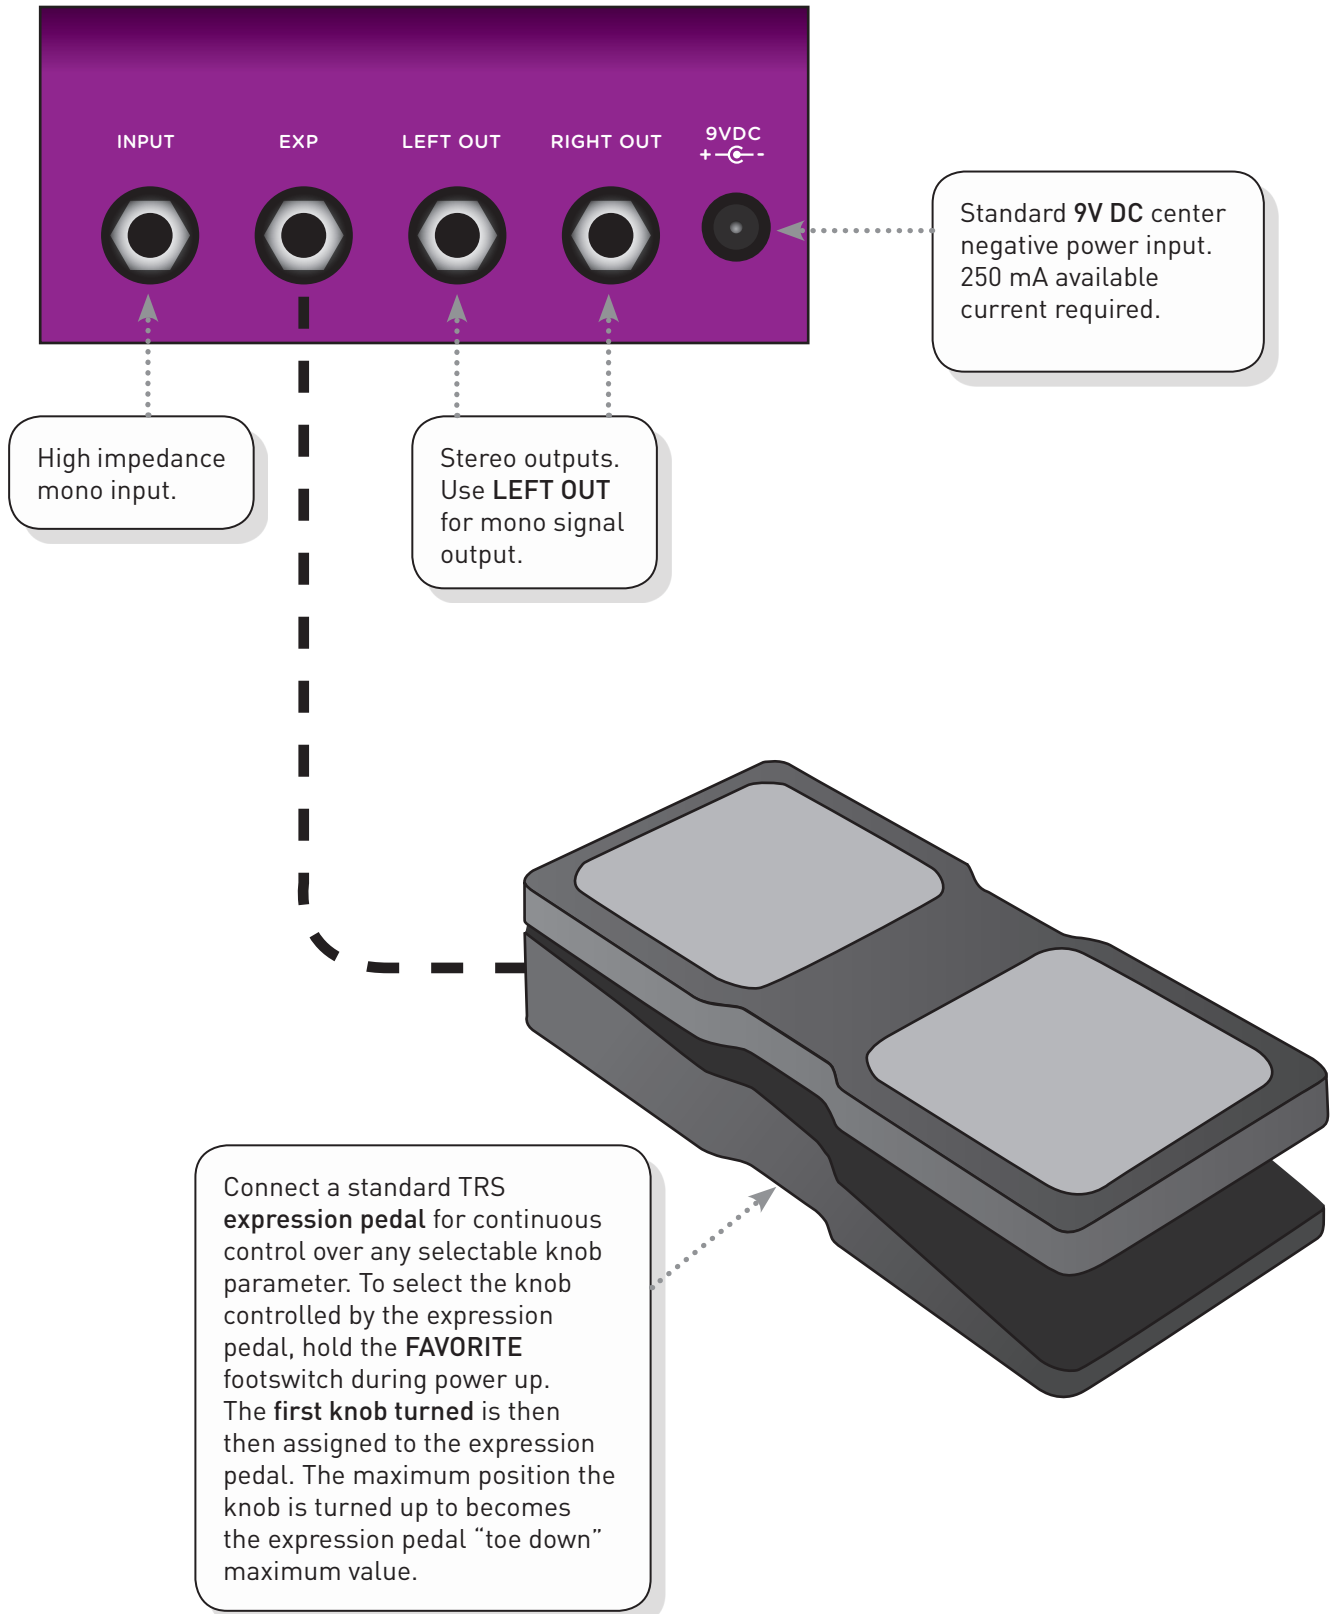 INPUT EXP LEFT OUT RIGHT OUT 9VDC
+ -
Standard 9V DC center
negative power input.
250 mA available
current required.
High impedance
mono input.
Stereo outputs.
Use LEFT OUT
for mono signal
output.
Connect a standard TRS
expression pedal for continuous
control over any selectable knob
parameter. To select the knob
controlled by the expression
pedal, hold the FAVORITE
footswitch during power up.
The first knob turned is then
then assigned to the expression
pedal. The maximum position the
knob is turned up to becomes
the expression pedal “toe down”
maximum value.